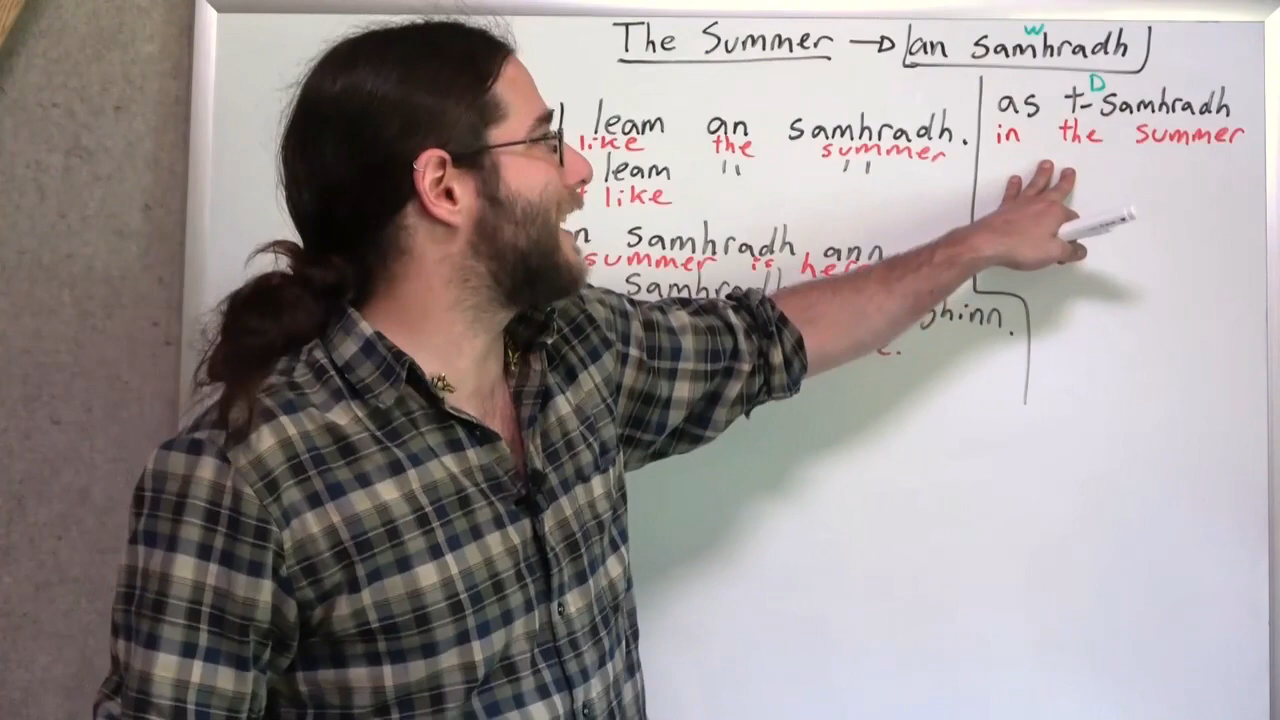 The Summer → an samhradh
w
leam an samhradh.
like the summer
leam " "
like
samhradh ann
summer is here
samhradh
ghinn.
D
as t-samhradh
in the summer